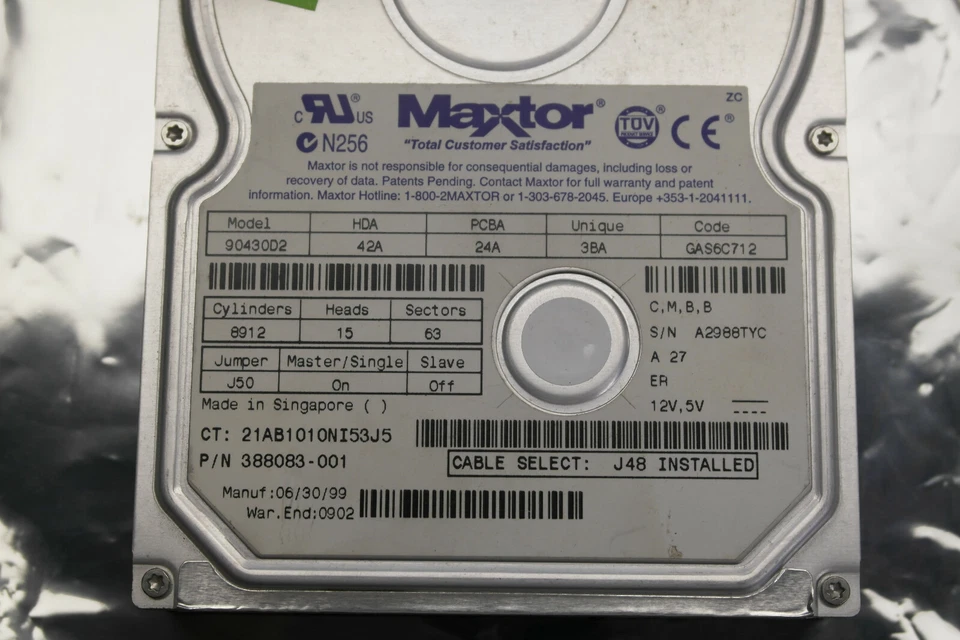 ZC
C RU ® US Maxtor® TÜV ® CE ®
N256 "Total Customer Satisfaction"
Maxtor is not responsible for consequential damages, including loss or
recovery of data. Patents Pending. Contact Maxtor for full warranty and patent
information. Maxtor Hotline: 1-800-2MAXTOR or 1-303-678-2045. Europe +353-1-2041111.
Model HDA PCBA Unique Code
90430D2 42A 24A 3BA GAS6C712
Cylinders Heads Sectors
8912 15 63
Jumper Master/Single Slave
J50 On Off
Made in Singapore ( )
C,M,B,B
S/N A2988TYC
A 27
ER
12V,5V
CT: 21AB1010NI53J5
P/N 388083-001
CABLE SELECT: J48 INSTALLED
Manuf:06/30/99
War.End:0902